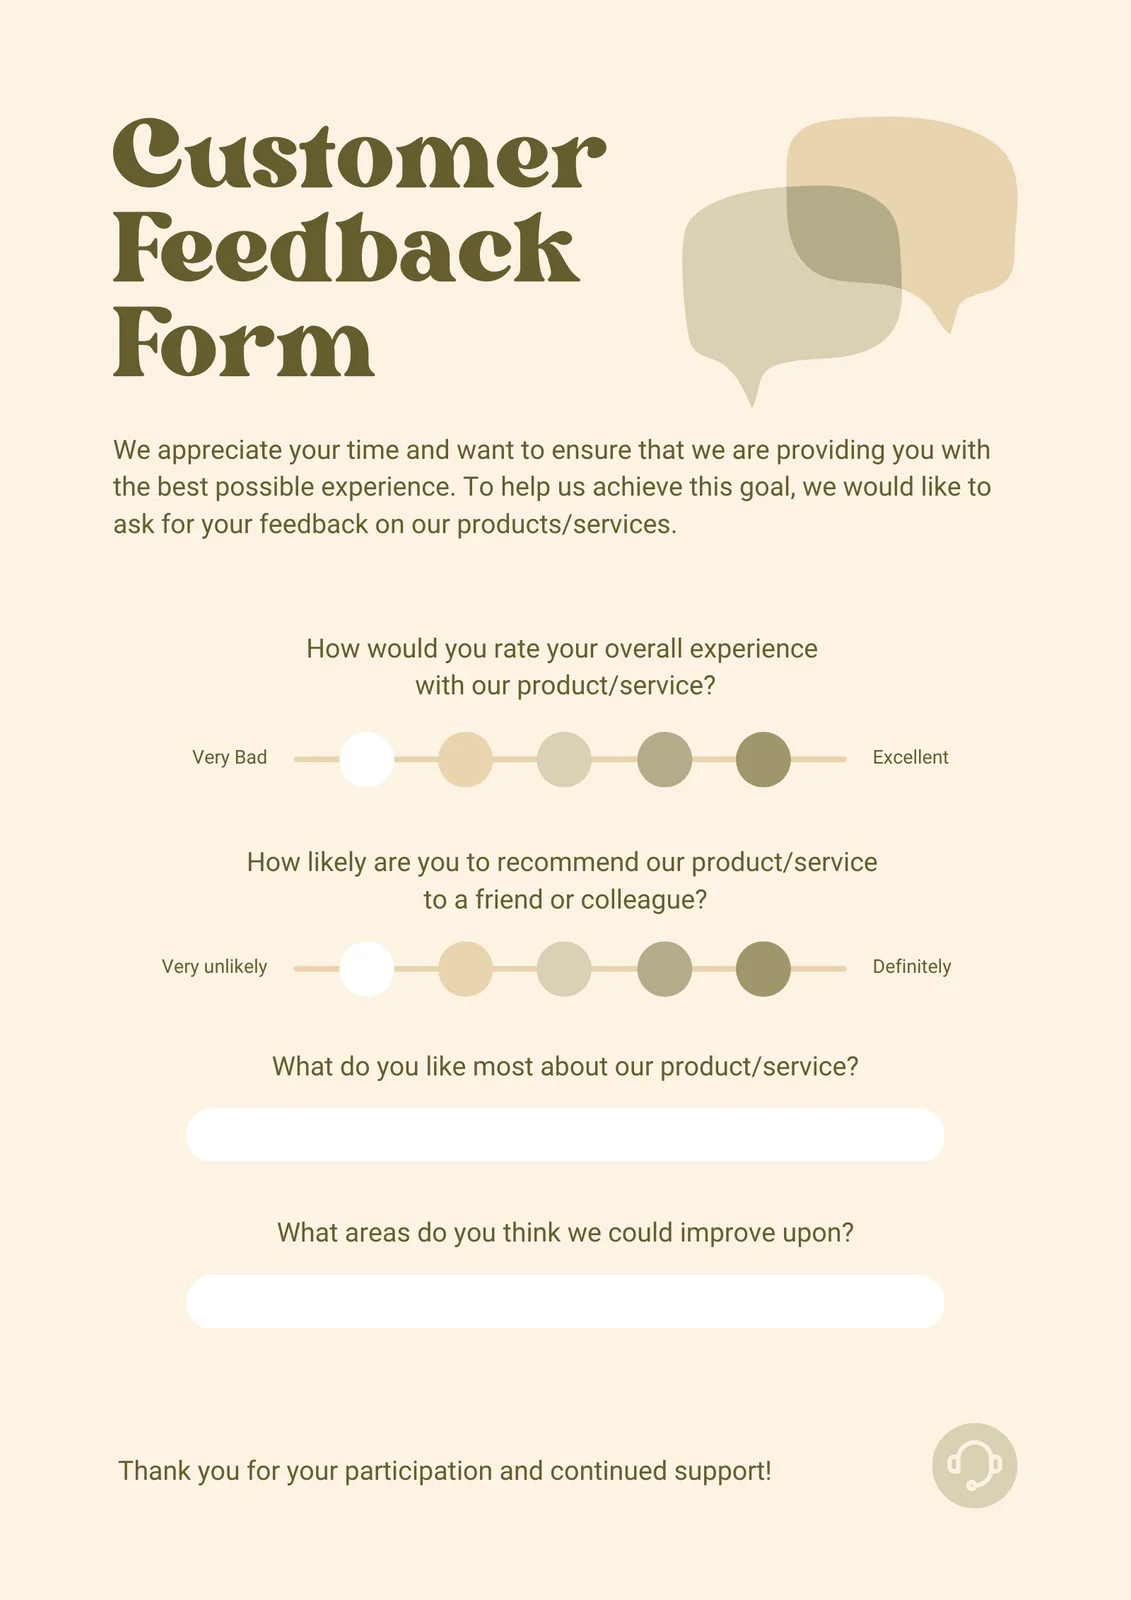 Customer
Feedback
Form
We appreciate your time and want to ensure that we are providing you with
the best possible experience. To help us achieve this goal, we would like to
ask for your feedback on our products/services.
How would you rate your overall experience
with our product/service?
Very Bad
Excellent
How likely are you to recommend our product/service
to a friend or colleague?
Very unlikely
Definitely
What do you like most about our product/service?
What areas do you think we could improve upon?
Thank you for your participation and continued support!